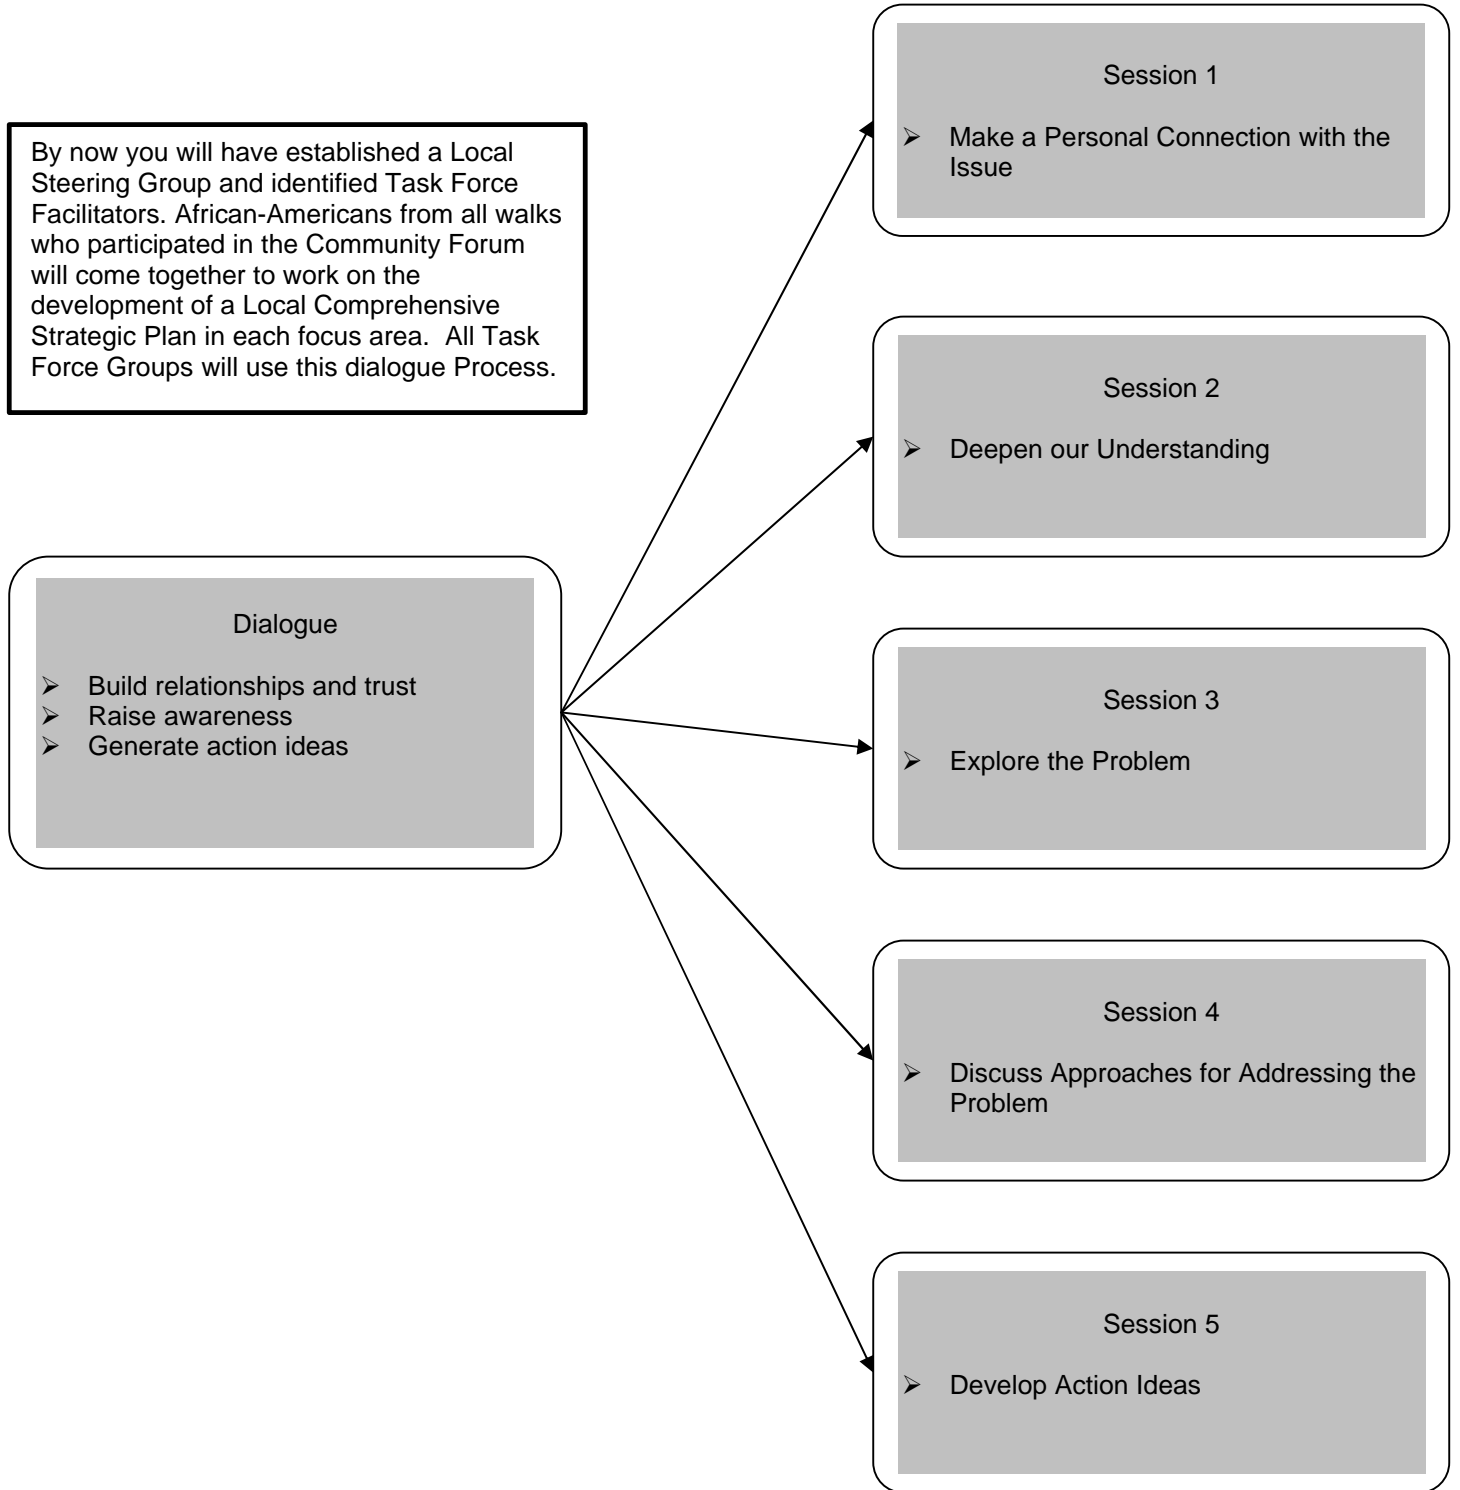 By now you will have established a Local
Steering Group and identified Task Force
Facilitators. African-Americans from all walks
who participated in the Community Forum
will come together to work on the
development of a Local Comprehensive
Strategic Plan in each focus area.  All Task
Force Groups will use this dialogue Process.
Dialogue
➢ Build relationships and trust
➢ Raise awareness
➢ Generate action ideas
Session 1
➢ Make a Personal Connection with the
Issue
Session 2
➢ Deepen our Understanding
Session 3
➢ Explore the Problem
Session 4
➢ Discuss Approaches for Addressing the
Problem
Session 5
➢ Develop Action Ideas